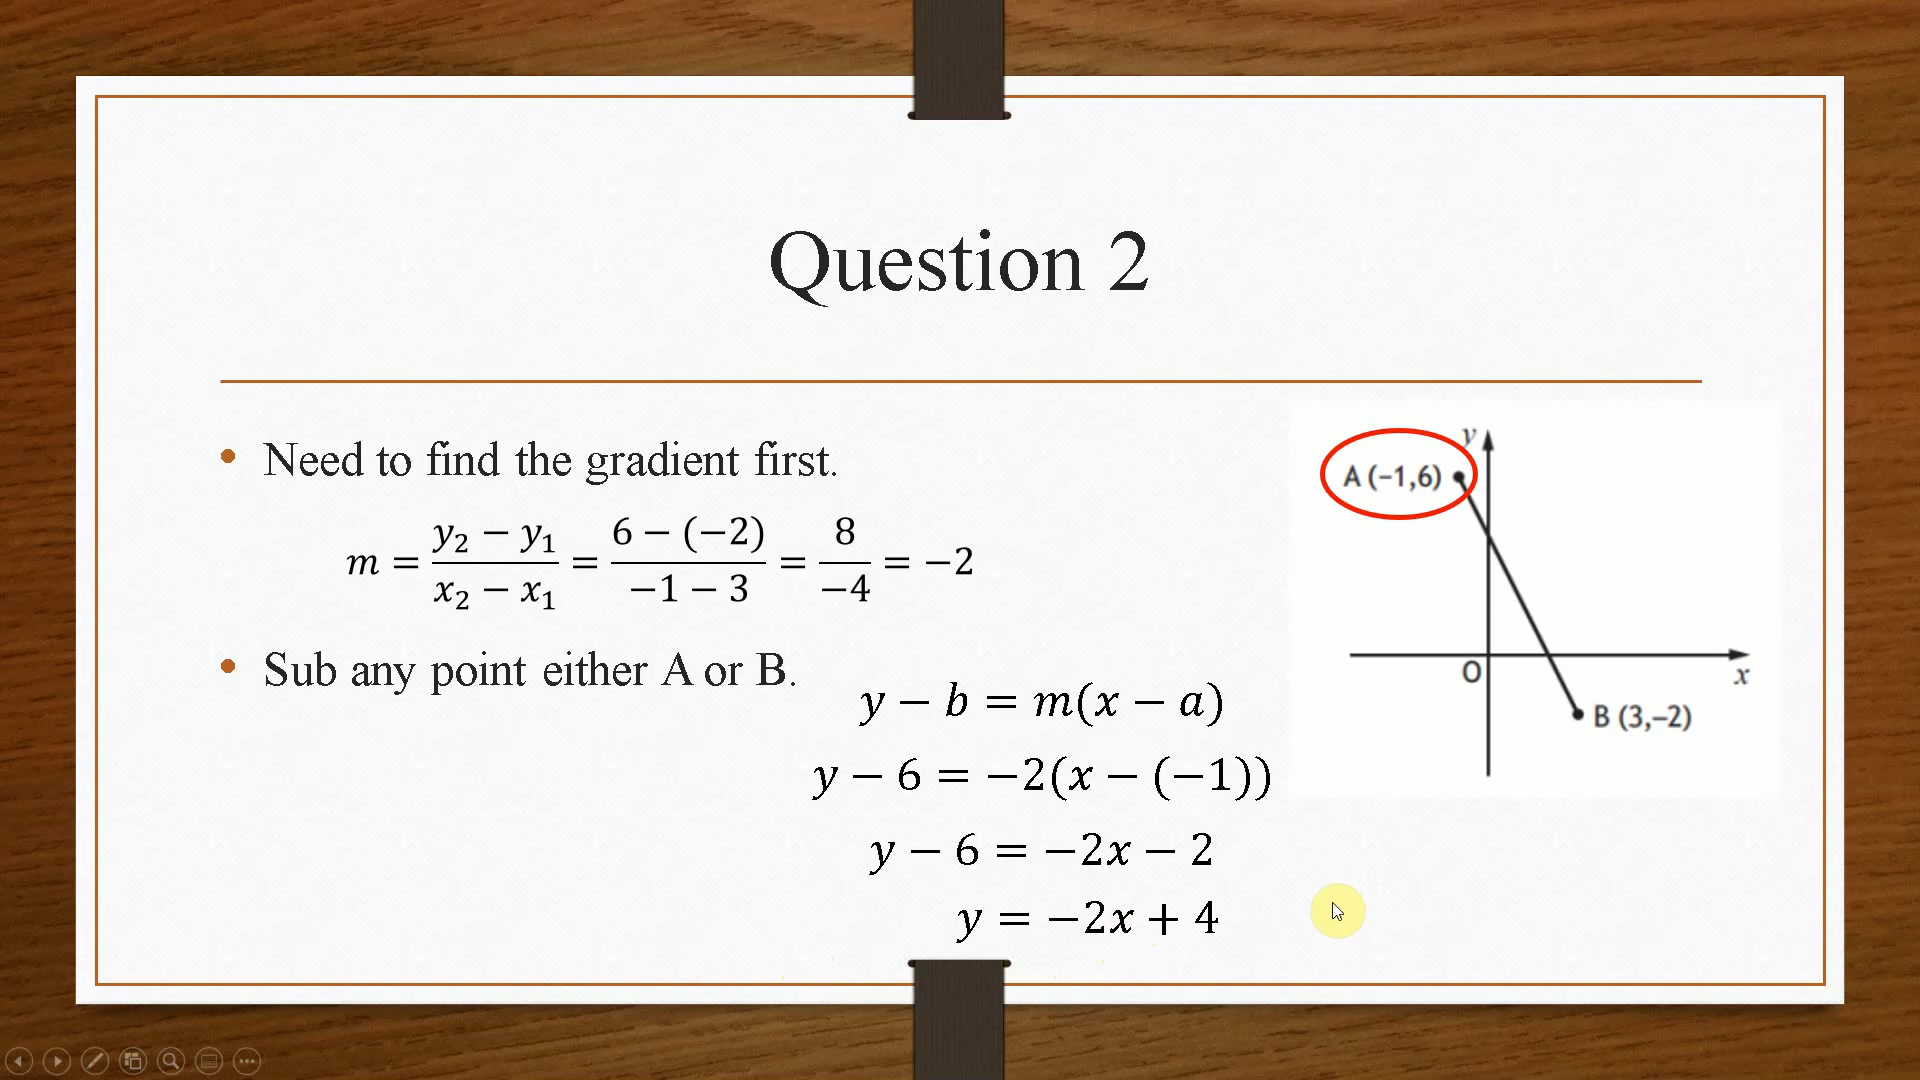 Question 2
• Need to find the gradient first.
m = (y₂ − y₁)/(x₂ − x₁) = (6 − (−2))/(−1 − 3) = 8/(−4) = −2
• Sub any point either A or B.
y − b = m(x − a)
y − 6 = −2(x − (−1))
y − 6 = −2x − 2
y = −2x + 4
y
A (−1,6)
O
x
B (3,−2)